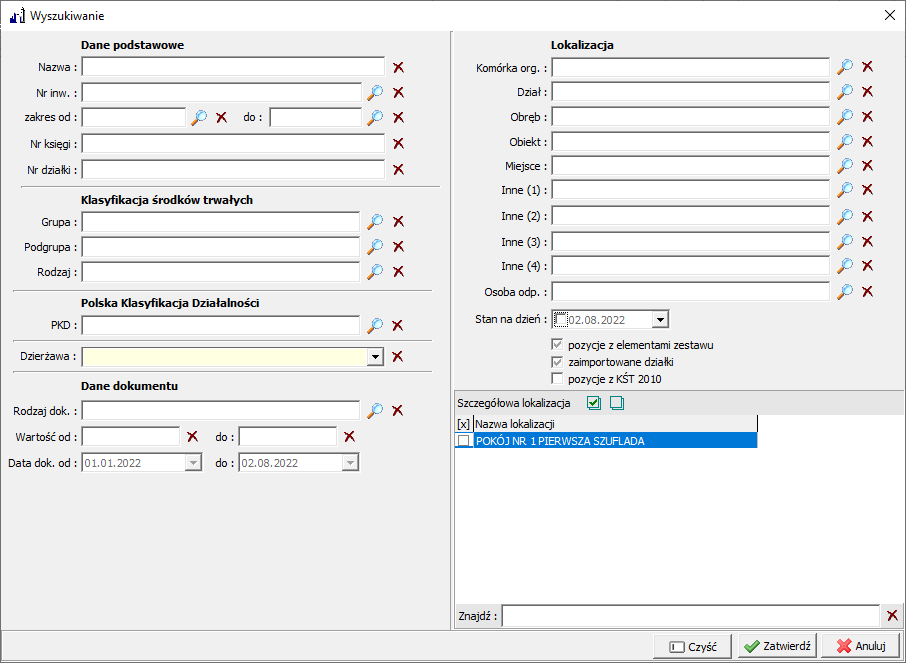 Wyszukiwanie
Dane podstawowe
Nazwa :
Nr inw. :
zakres od : do :
Nr księgi :
Nr działki :
Klasyfikacja środków trwałych
Grupa :
Podgrupa :
Rodzaj :
Polska Klasyfikacja Działalności
PKD :
Dzierżawa :
Dane dokumentu
Rodzaj dok. :
Wartość od : do :
Data dok. od : 01.01.2022 do : 02.08.2022
Lokalizacja
Komórka org. :
Dział :
Obręb :
Obiekt :
Miejsce :
Inne (1) :
Inne (2) :
Inne (3) :
Inne (4) :
Osoba odp. :
Stan na dzień : 02.08.2022
pozycje z elementami zestawu
zaimportowane działki
pozycje z KŚT 2010
Szczegółowa lokalizacja
[x] Nazwa lokalizacji
POKÓJ NR 1 PIERWSZA SZUFLADA
Znajdź :
Czyść Zatwierdź Anuluj